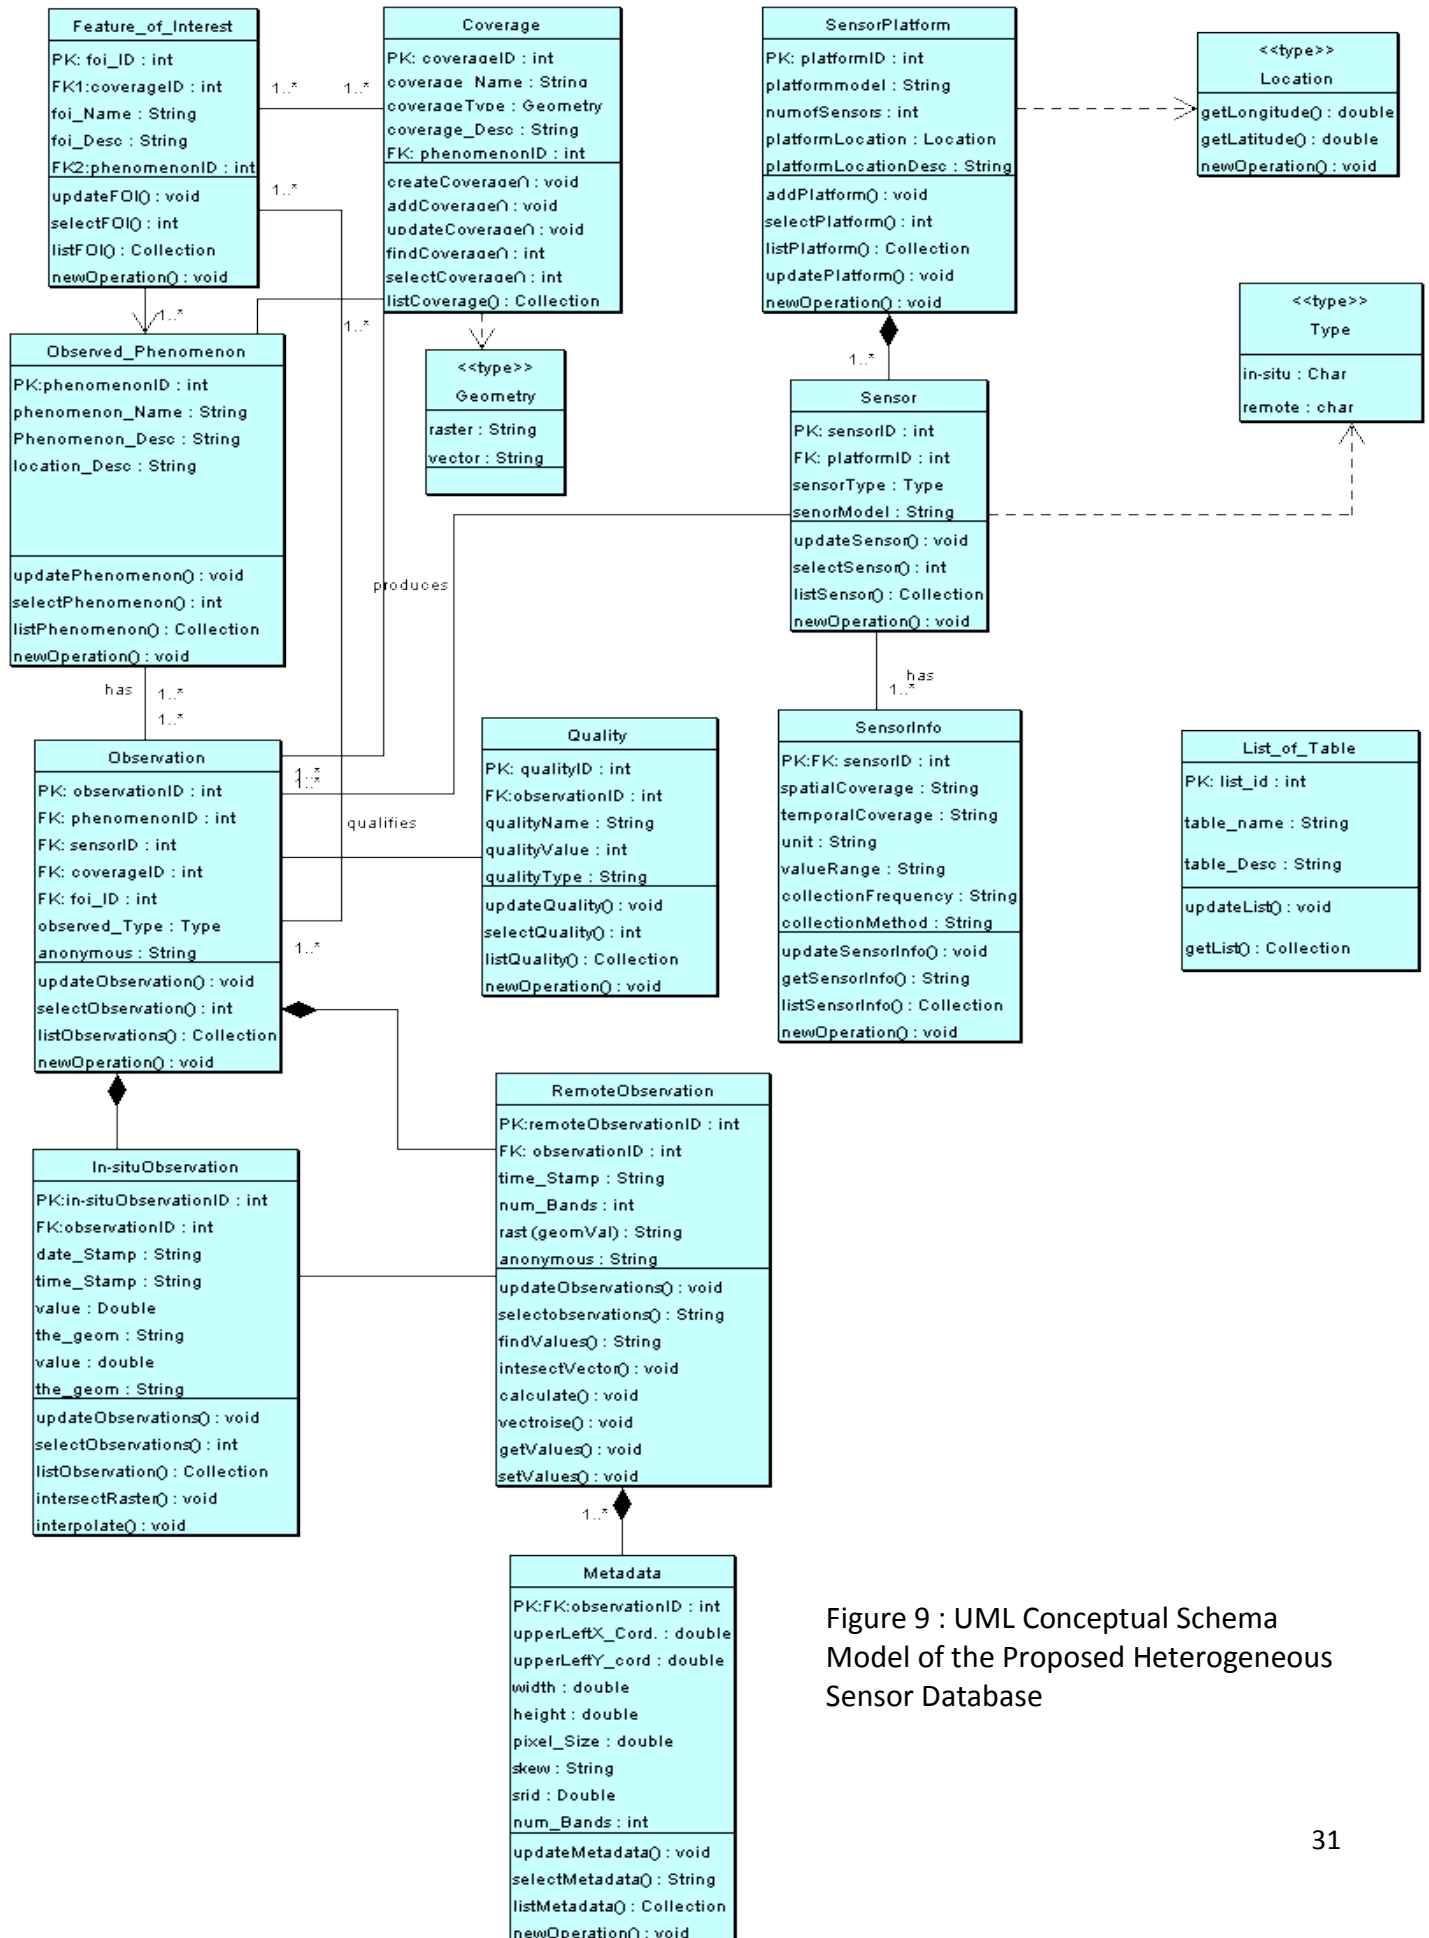 Feature_of_Interest
PK: foi_ID : int
FK1:coverageID : int
foi_Name : String
foi_Desc : String
FK2:phenomenonID : int
updateFOI() : void
selectFOI() : int
listFOI() : Collection
newOperation() : void
1..*
1..*
1..*
1..*
1..*
Coverage
PK: coverageID : int
coverage_Name : String
coverageType : Geometry
coverage_Desc : String
FK: phenomenonID : int
createCoverage() : void
addCoverage() : void
updateCoverage() : void
findCoverage() : int
selectCoverage() : int
listCoverage() : Collection
SensorPlatform
PK: platformID : int
platformmodel : String
numofSensors : int
platformLocation : Location
platformLocationDesc : String
addPlatform() : void
selectPlatform() : int
listPlatform() : Collection
updatePlatform() : void
newOperation() : void
<<type>>
Location
getLongitude() : double
getLatitude() : double
newOperation() : void
<<type>>
Type
in-situ : Char
remote : char
Observed_Phenomenon
PK:phenomenonID : int
phenomenon_Name : String
Phenomenon_Desc : String
location_Desc : String
updatePhenomenon() : void
selectPhenomenon() : int
listPhenomenon() : Collection
newOperation() : void
<<type>>
Geometry
raster : String
vector : String
1..*
1..*
Sensor
PK: sensorID : int
FK: platformID : int
sensorType : Type
senorModel : String
updateSensor() : void
selectSensor() : int
listSensor() : Collection
newOperation() : void
produces
has
1..*
1..*
has
1..*
Observation
PK: observationID : int
FK: phenomenonID : int
FK: sensorID : int
FK: coverageID : int
FK: foi_ID : int
observed_Type : Type
anonymous : String
updateObservation() : void
selectObservation() : int
listObservations() : Collection
newOperation() : void
1..*
1..*
qualifies
1..*
Quality
PK: qualityID : int
FK:observationID : int
qualityName : String
qualityValue : int
qualityType : String
updateQuality() : void
selectQuality() : int
listQuality() : Collection
newOperation() : void
SensorInfo
PK:FK: sensorID : int
spatialCoverage : String
temporalCoverage : String
unit : String
valueRange : String
collectionFrequency : String
collectionMethod : String
updateSensorInfo() : void
getSensorInfo() : String
listSensorInfo() : Collection
newOperation() : void
List_of_Table
PK: list_id : int
table_name : String
table_Desc : String
updateList() : void
getList() : Collection
In-situObservation
PK:in-situObservationID : int
FK:observationID : int
date_Stamp : String
time_Stamp : String
value : Double
the_geom : String
value : double
the_geom : String
updateObservations() : void
selectObservations() : int
listObservation() : Collection
intersectRaster() : void
interpolate() : void
RemoteObservation
PK:remoteObservationID : int
FK: observationID : int
time_Stamp : String
num_Bands : int
rast (geomVal) : String
anonymous : String
updateObservations() : void
selectobservations() : String
findValues() : String
intesectVector() : void
calculate() : void
vectroise() : void
getValues() : void
setValues() : void
1..*
Metadata
PK:FK:observationID : int
upperLeftX_Cord. : double
upperLeftY_cord : double
width : double
height : double
pixel_Size : double
skew : String
srid : Double
num_Bands : int
updateMetadata() : void
selectMetadata() : String
listMetadata() : Collection
newOperation() : void
Figure 9 : UML Conceptual Schema
Model of the Proposed Heterogeneous
Sensor Database
31